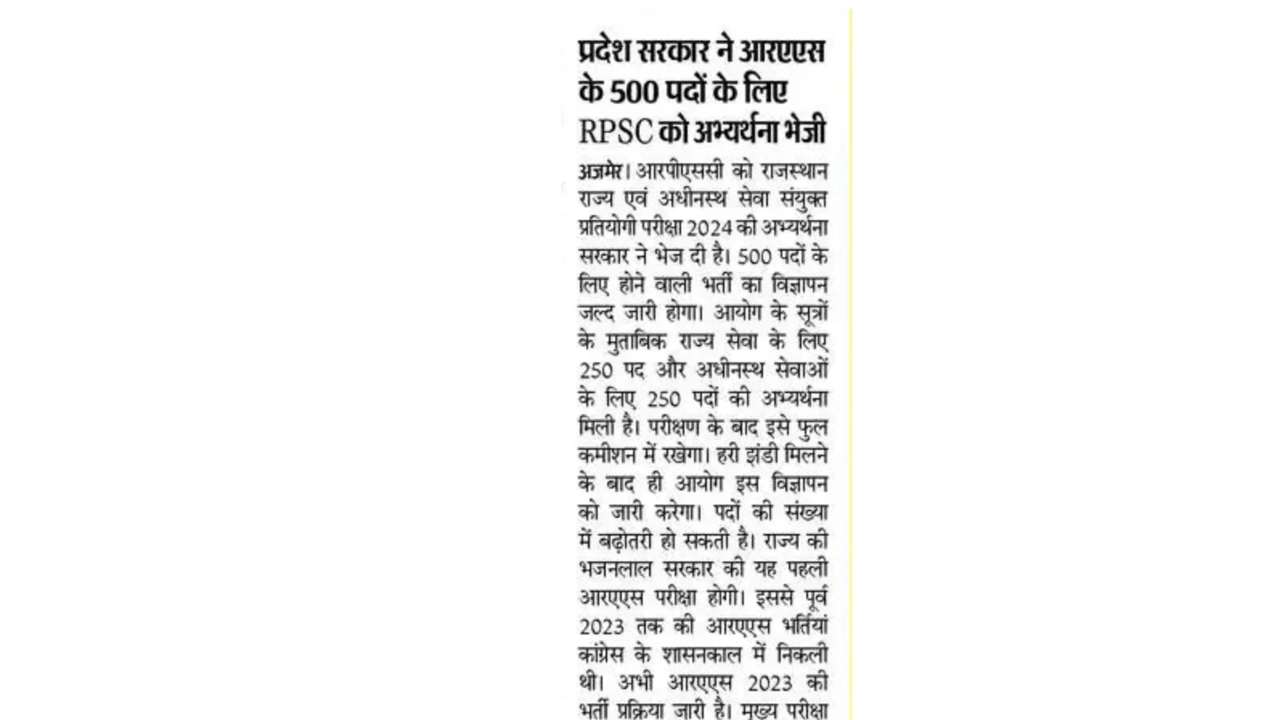 प्रदेश सरकार ने आरएएस
के 500 पदों के लिए
RPSC को अभ्यर्थना भेजी
अजमेर। आरपीएससी को राजस्थान
राज्य एवं अधीनस्थ सेवा संयुक्त
प्रतियोगी परीक्षा 2024 की अभ्यर्थना
सरकार ने भेज दी है। 500 पदों के
लिए होने वाली भर्ती का विज्ञापन
जल्द जारी होगा। आयोग के सूत्रों
के मुताबिक राज्य सेवा के लिए
250 पद और अधीनस्थ सेवाओं
के लिए 250 पदों की अभ्यर्थना
मिली है। परीक्षण के बाद इसे फुल
कमीशन में रखेगा। हरी झंडी मिलने
के बाद ही आयोग इस विज्ञापन
को जारी करेगा। पदों की संख्या
में बढ़ोतरी हो सकती है। राज्य की
भजनलाल सरकार की यह पहली
आरएएस परीक्षा होगी। इससे पूर्व
2023 तक की आरएएस भर्तियां
कांग्रेस के शासनकाल में निकली
थी। अभी आरएएस 2023 की
भर्ती प्रक्रिया जारी है। मुख्य परीक्षा